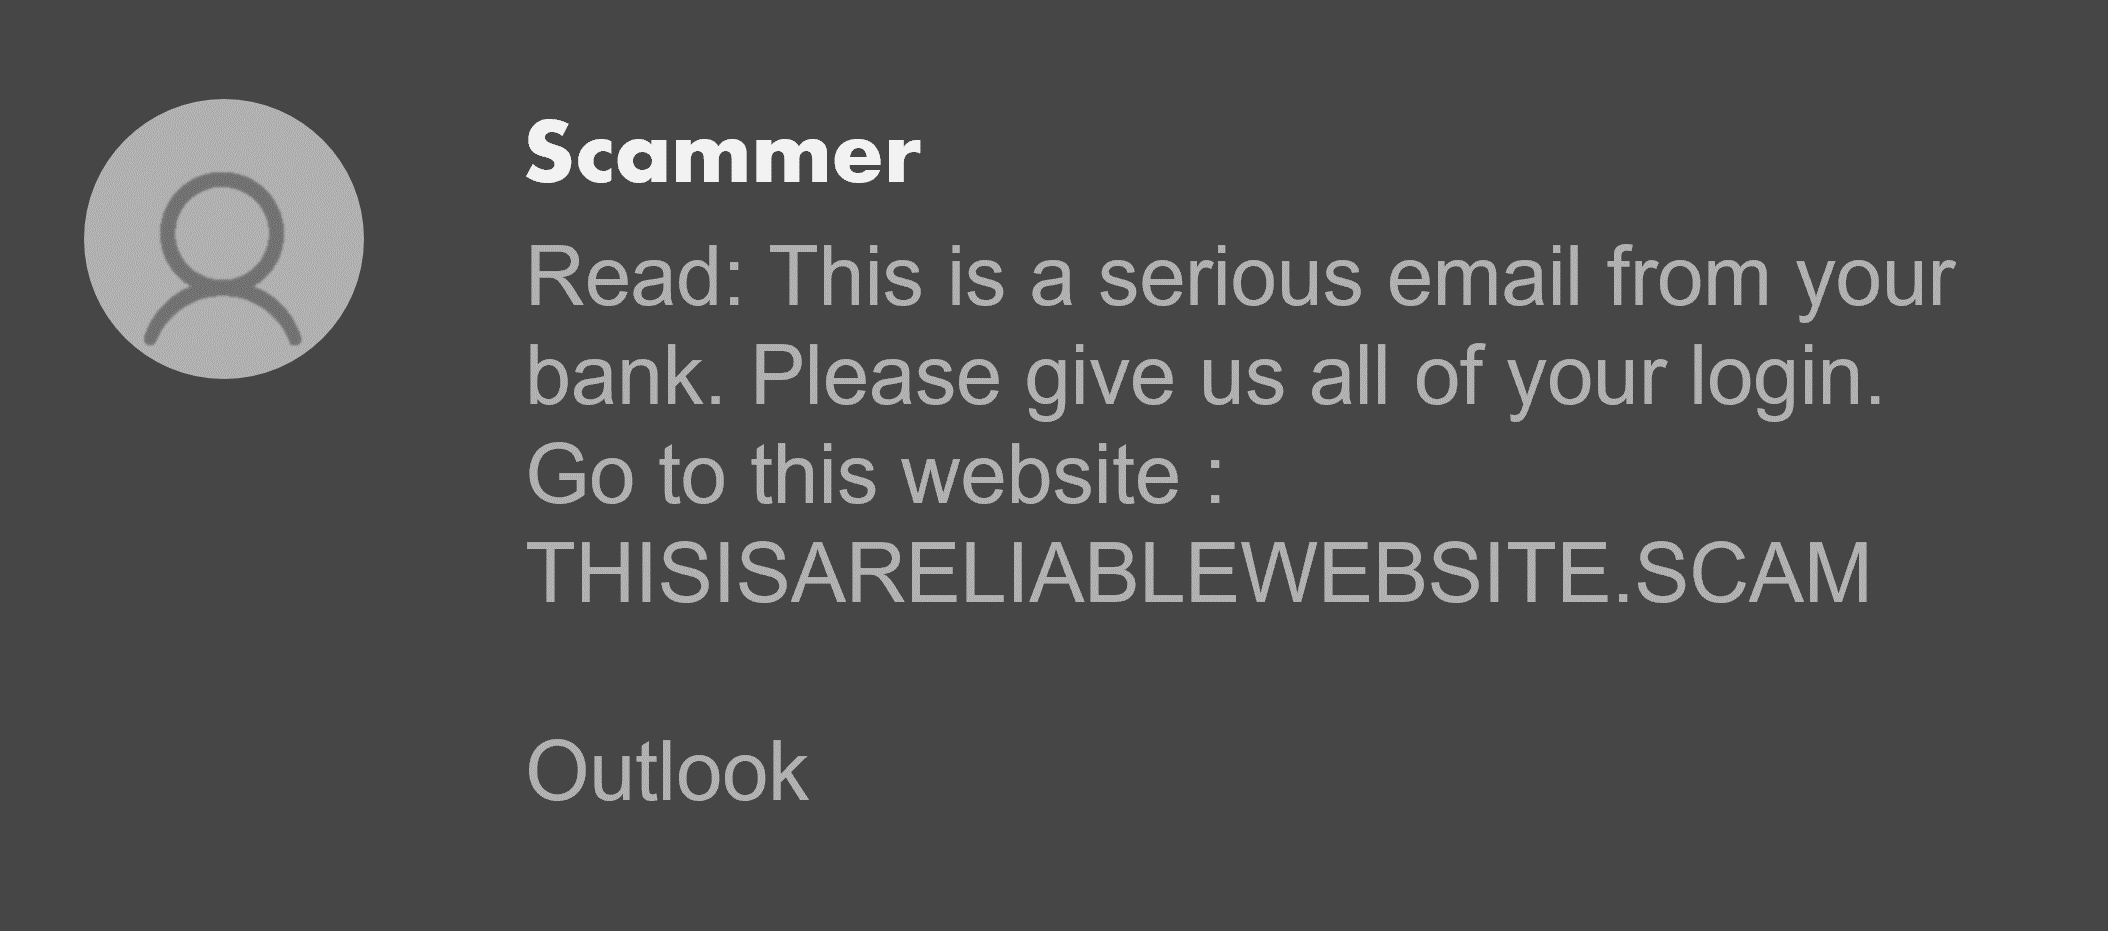 Scammer
Read: This is a serious email from your
bank. Please give us all of your login.
Go to this website :
THISISARELIABLEWEBSITE.SCAM
Outlook